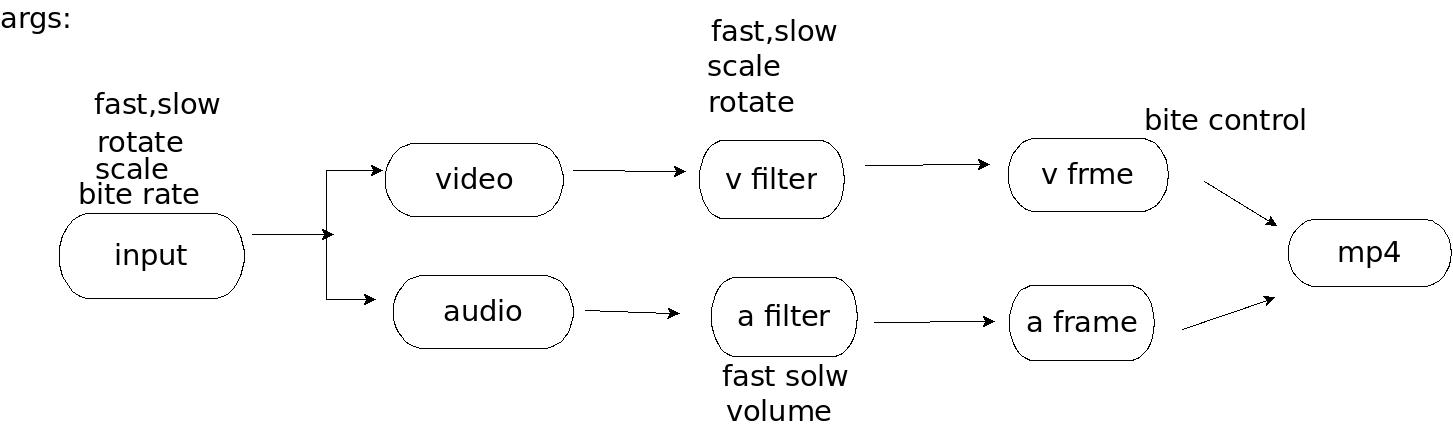 args:
fast,slow
rotate
scale
bite rate
input
video
audio
fast,slow
scale
rotate
v filter
a filter
fast solw
volume
v frme
a frame
bite control
mp4